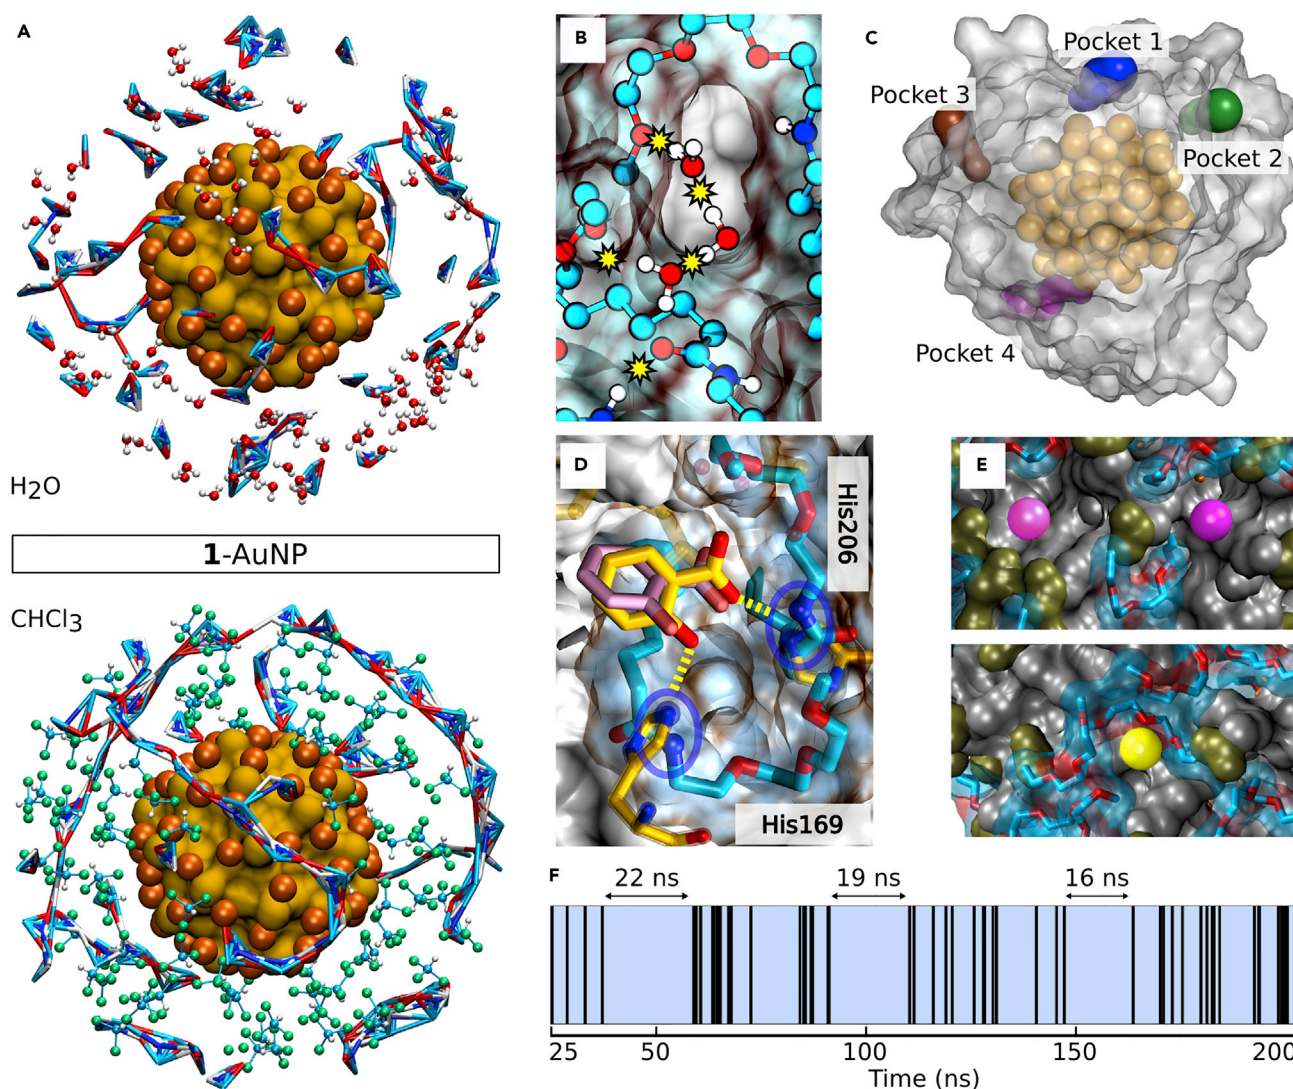 A
H2O
1-AuNP
CHCl3
B
C
Pocket 1
Pocket 3
Pocket 2
Pocket 4
D
His206
His169
E
F
22 ns
19 ns
16 ns
25
50
100
150
200
Time (ns)